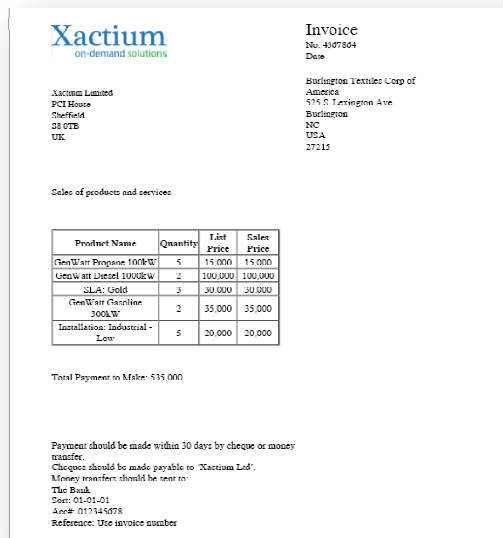 Xactium
on-demand solutions
Invoice
No. 4367864
Date
Burlington Textiles Corp of
America
525 S. Lexington Ave
Burlington
NC
USA
27215
Xactium Limited
PCI House
Sheffield
S8 0TB
UK
Sales of products and services
Product Name Quantity List Price Sales Price
GenWatt Propane 100kW 5 15,000 15,000
GenWatt Diesel 1000kW 2 100,000 100,000
SLA: Gold 3 30,000 30,000
GenWatt Gasoline 300kW 2 35,000 35,000
Installation: Industrial - Low 5 20,000 20,000
Total Payment to Make: 535,000
Payment should be made within 30 days by cheque or money
transfer.
Cheques should be made payable to 'Xactium Ltd'.
Money transfers should be sent to:
The Bank
Sort: 01-01-01
Acc#: 012345678
Reference: Use invoice number